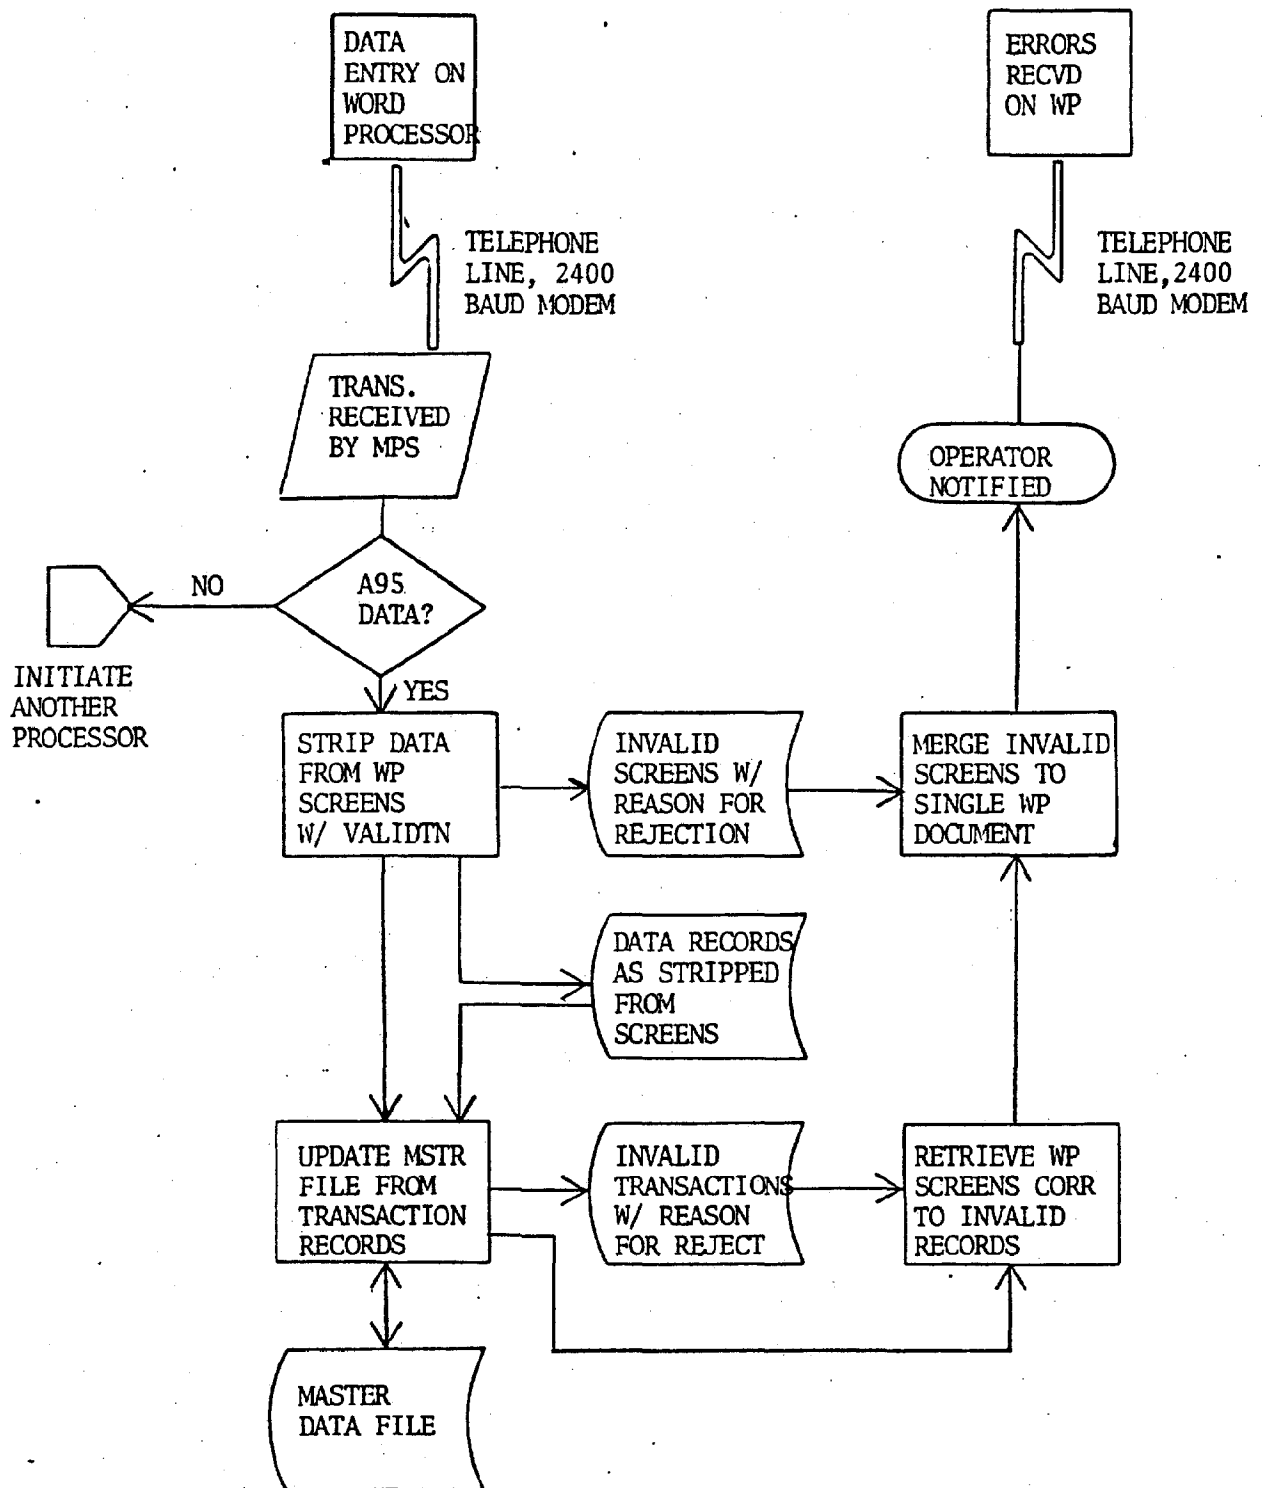 DATA
ENTRY ON
WORD
PROCESSOR
ERRORS
RECVD
ON WP
TELEPHONE
LINE, 2400
BAUD MODEM
TELEPHONE
LINE,2400
BAUD MODEM
TRANS.
RECEIVED
BY MPS
OPERATOR
NOTIFIED
A95
DATA?
NO
INITIATE
ANOTHER
PROCESSOR
YES
STRIP DATA
FROM WP
SCREENS
W/ VALIDTN
INVALID
SCREENS W/
REASON FOR
REJECTION
MERGE INVALID
SCREENS TO
SINGLE WP
DOCUMENT
DATA RECORDS
AS STRIPPED
FROM
SCREENS
UPDATE MSTR
FILE FROM
TRANSACTION
RECORDS
INVALID
TRANSACTIONS
W/ REASON
FOR REJECT
RETRIEVE WP
SCREENS CORR
TO INVALID
RECORDS
MASTER
DATA FILE